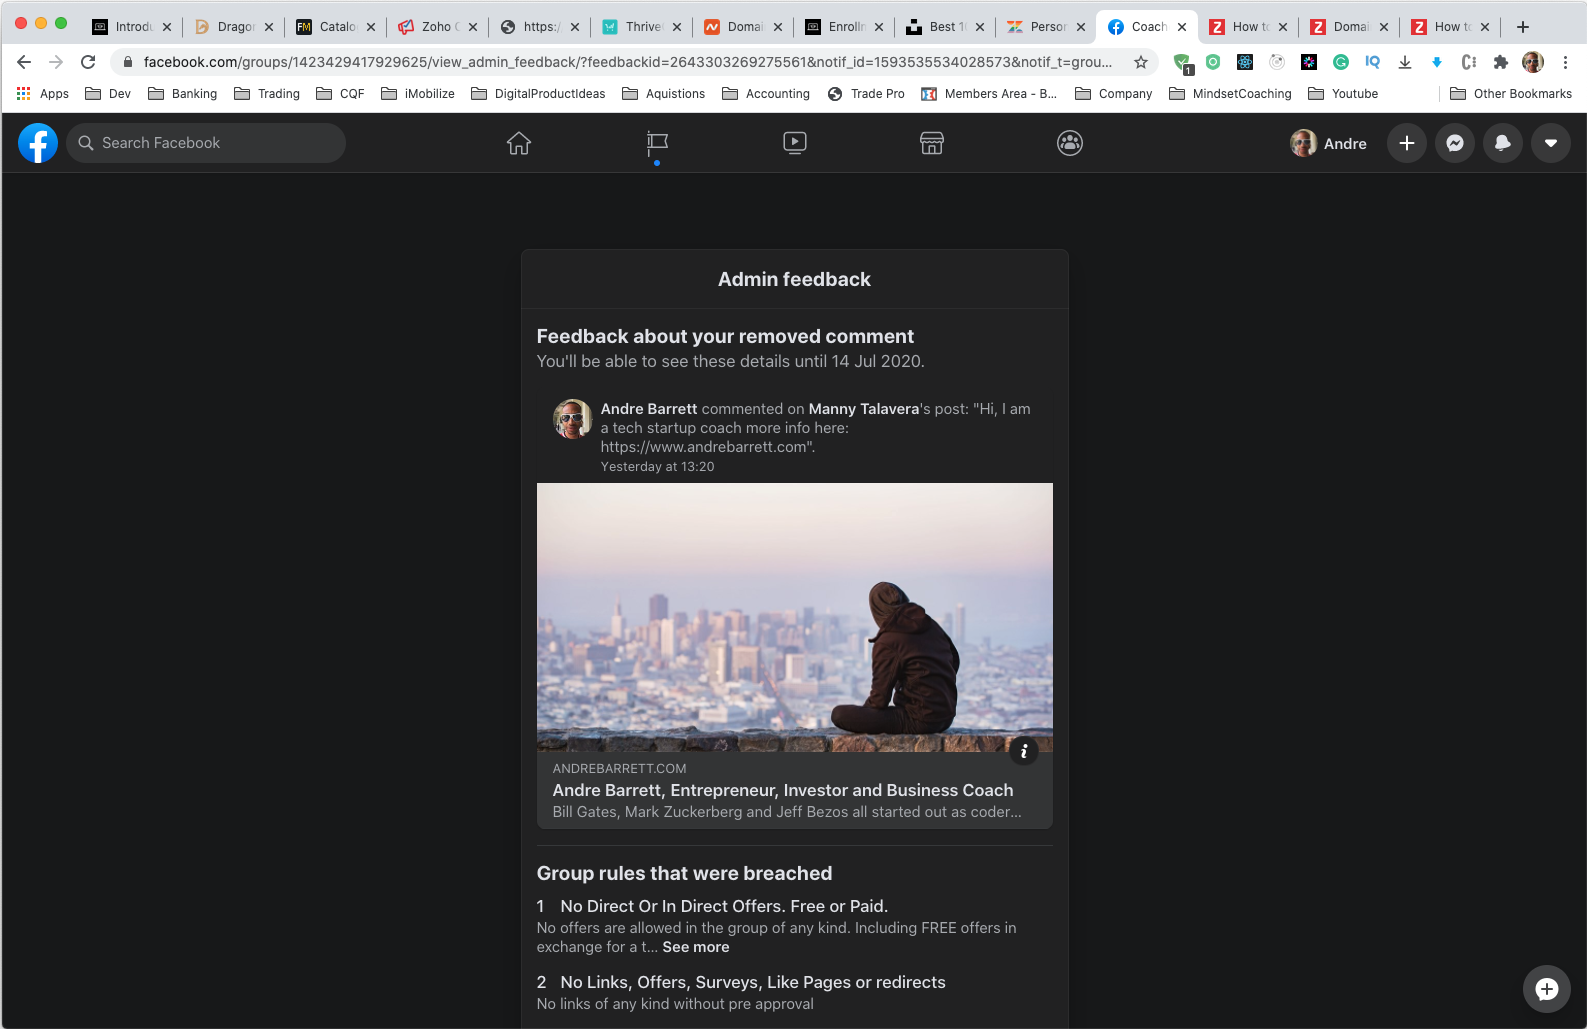 Introdu
Dragor
Catalo
Zoho C
https:/
Thrive
Domai
Enrollm
Best 1
Person
Coach
How to
Domai
How to
facebook.com/groups/1423429417929625/view_admin_feedback/?feedbackid=2643303269275561&notif_id=1593535534028573&notif_t=grou...
1
IQ
Apps
Dev
Banking
Trading
CQF
iMobilize
DigitalProductIdeas
Aquistions
Accounting
Trade Pro
Members Area - B...
Company
MindsetCoaching
Youtube
Other Bookmarks
Search Facebook
Andre
Admin feedback
Feedback about your removed comment
You'll be able to see these details until 14 Jul 2020.
Andre Barrett commented on Manny Talavera's post: "Hi, I am
a tech startup coach more info here:
https://www.andrebarrett.com".
Yesterday at 13:20
ANDREBARRETT.COM
Andre Barrett, Entrepreneur, Investor and Business Coach
Bill Gates, Mark Zuckerberg and Jeff Bezos all started out as coder...
Group rules that were breached
1 No Direct Or In Direct Offers. Free or Paid.
No offers are allowed in the group of any kind. Including FREE offers in
exchange for a t... See more
2 No Links, Offers, Surveys, Like Pages or redirects
No links of any kind without pre approval